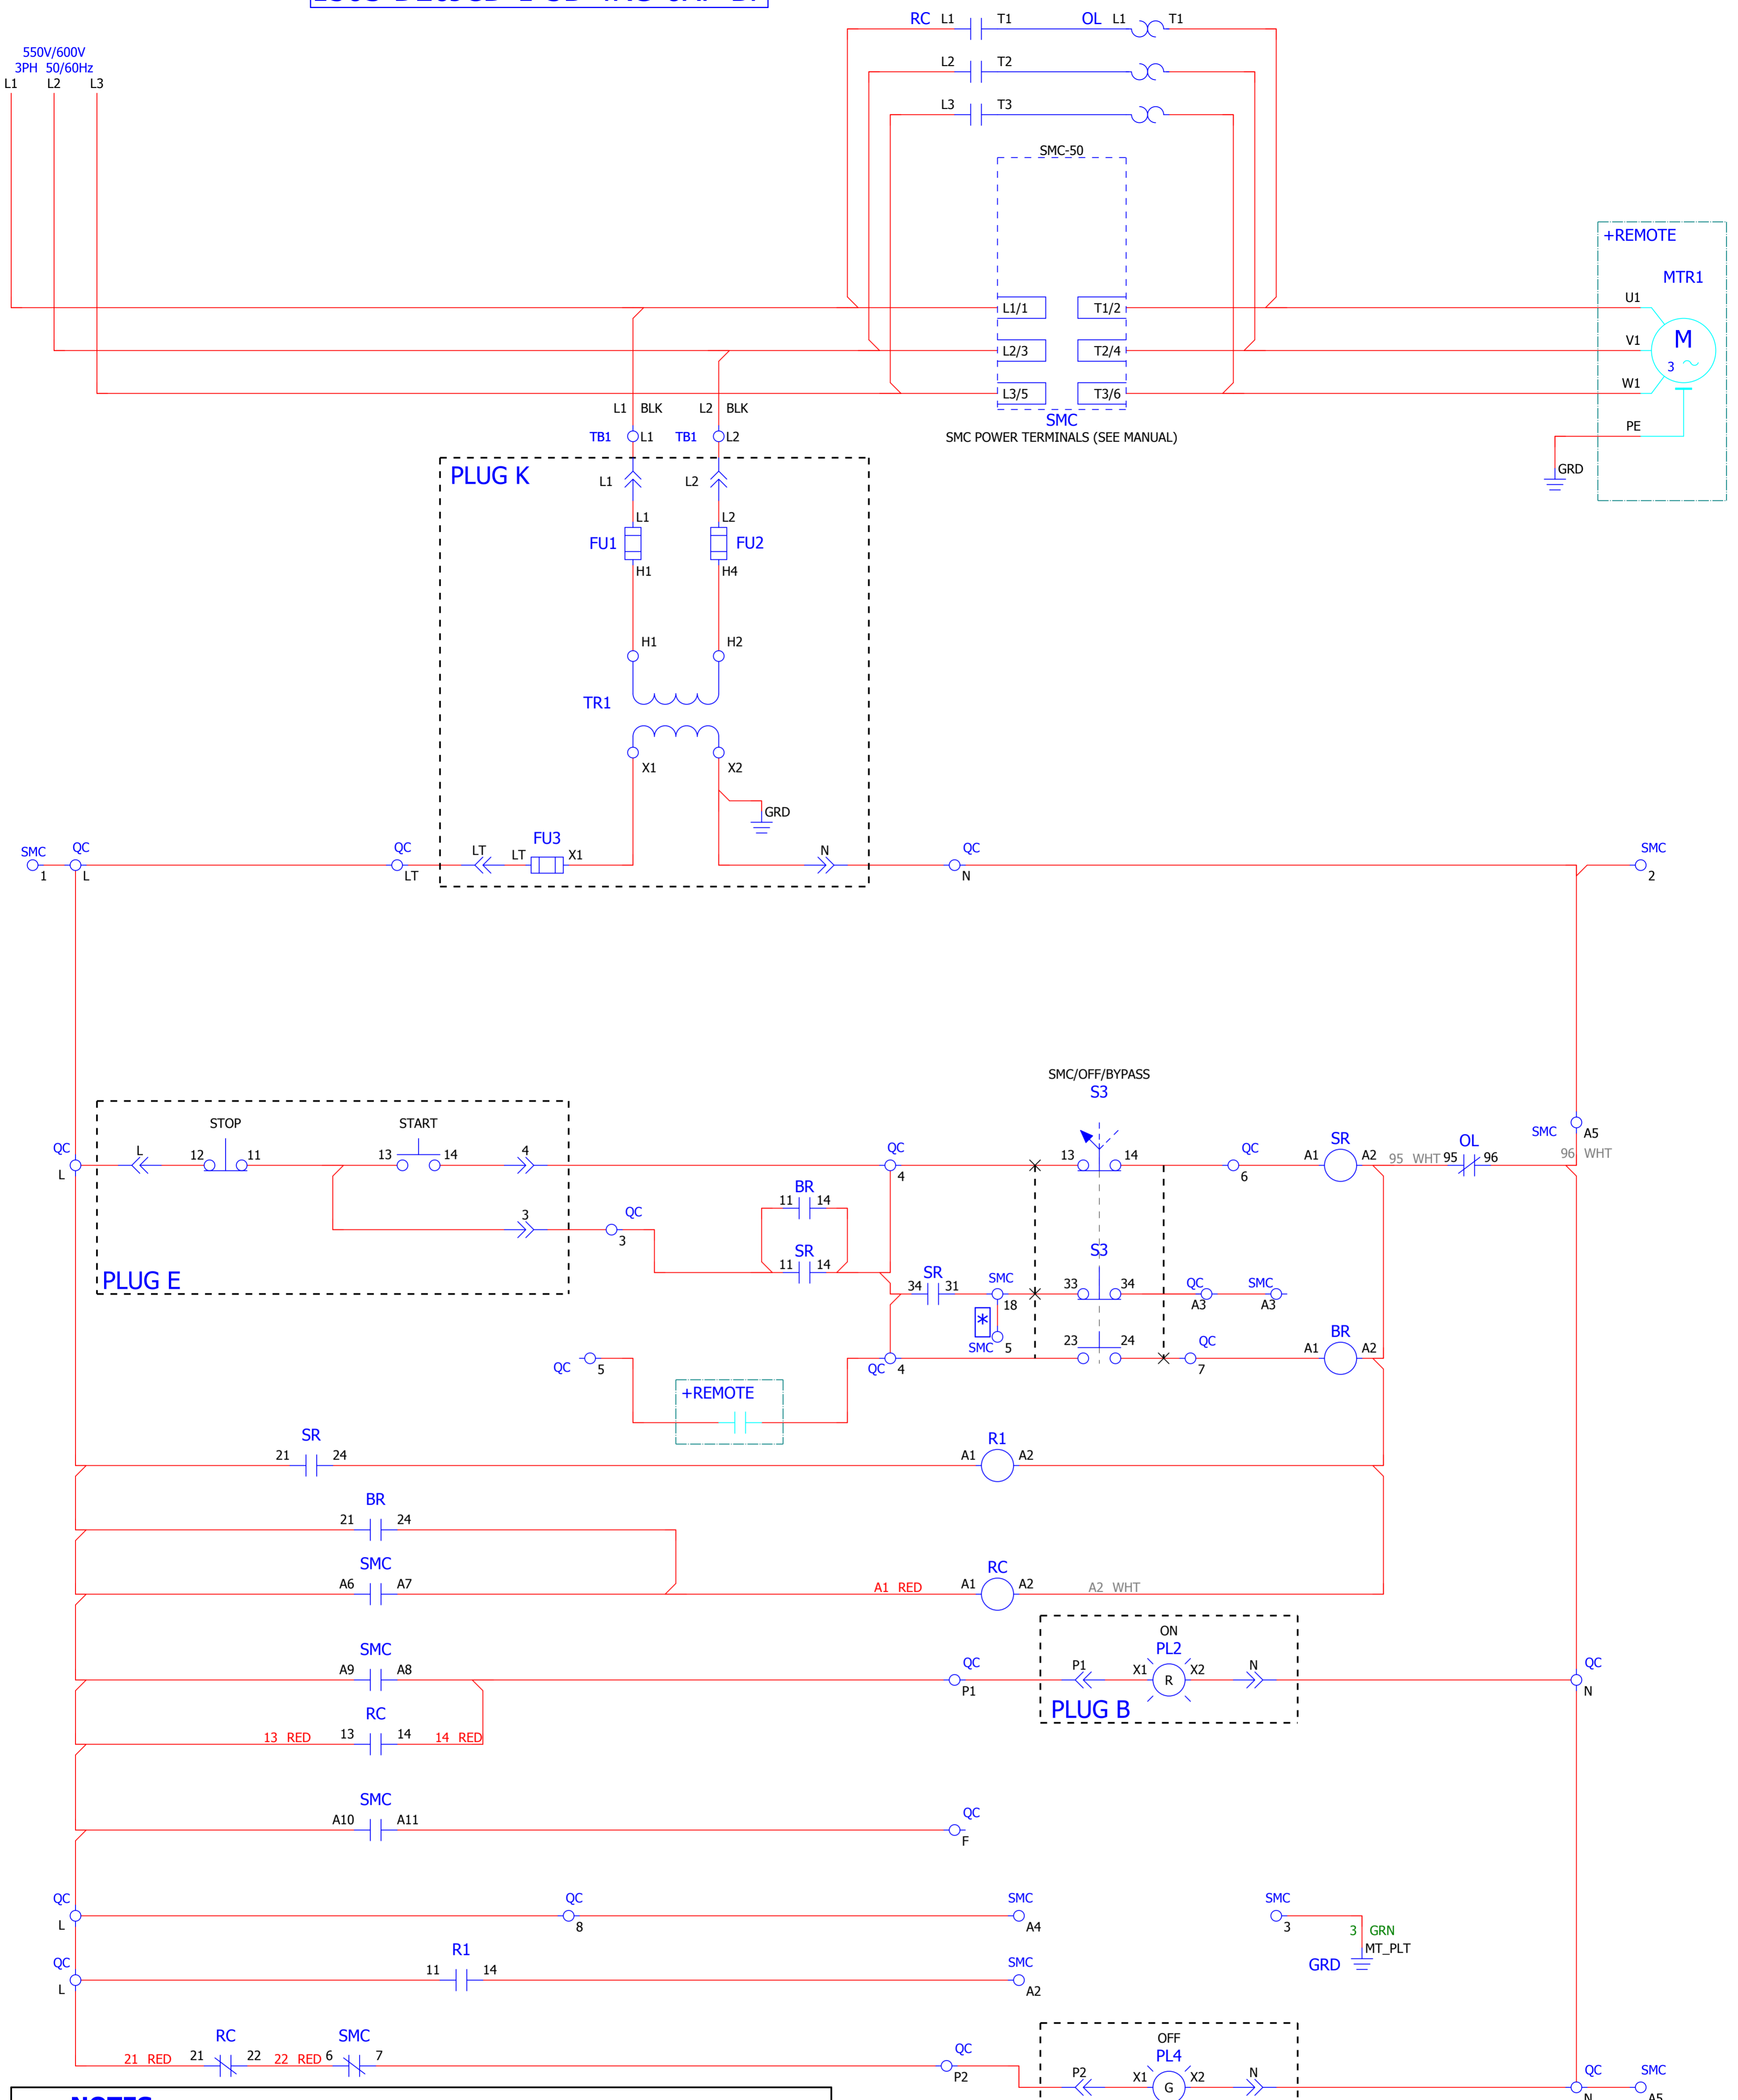 RC L1 T1 OL L1 T1
550V/600V
3PH 50/60Hz
L1 L2 L3
L2 T2
L3 T3
SMC-50
+REMOTE
MTR1
L1/1 T1/2 U1
L2/3 T2/4 V1 M
3
L3/5 T3/6 W1
L1 BLK L2 BLK
SMC
PE
TB1 L1 TB1 L2
SMC POWER TERMINALS (SEE MANUAL)
GRD
PLUG K
L1 L2
L1 L2
FU1 FU2
H1 H4
H1 H2
TR1
X1 X2
GRD
FU3
SMC QC QC LT LT X1 N QC SMC
1 L LT N 2
SMC/OFF/BYPASS
S3
STOP START
SMC A5
QC L 12 11 13 14 4 QC 13 14 QC SR OL
A1 A2 95 WHT 95 96 96 WHT
L 4 6
BR
11 14
3 QC
3
SR
11 14
S3
PLUG E
SR
34 31 SMC 33 34 QC SMC
18 A3 A3
*
SMC 5 23 24 QC BR
A1 A2
QC 5 QC 4 7
+REMOTE
SR
21 24
R1
A1 A2
BR
21 24
SMC
A6 A7
RC
A1 RED A1 A2 A2 WHT
ON
PL2
SMC
A9 A8 QC P1 X1 R X2 N QC
P1 N
PLUG B
RC
13 RED 13 14 14 RED
SMC
A10 A11 QC
F
QC QC SMC SMC
L 8 A4 3
3 GRN
MT_PLT
GRD
QC R1 SMC
L 11 14 A2
OFF
PL4
RC SMC
21 RED 21 22 22 RED 6 7 QC
P2
P2 X1 G X2 N QC SMC
N A5